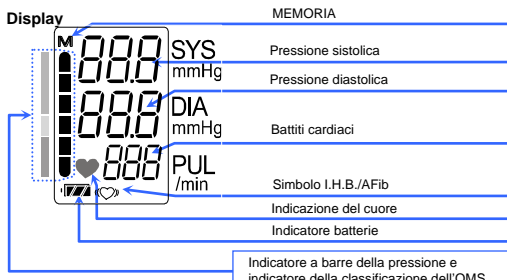 Display
MEMORIA
M
888 SYS
mmHg
Pressione sistolica
Pressione diastolica
888 DIA
mmHg
Battiti cardiaci
888 PUL
/min
Simbolo I.H.B./AFib
Indicazione del cuore
Indicatore batterie
Indicatore a barre della pressione e
indicatore della classificazione dell'OMS